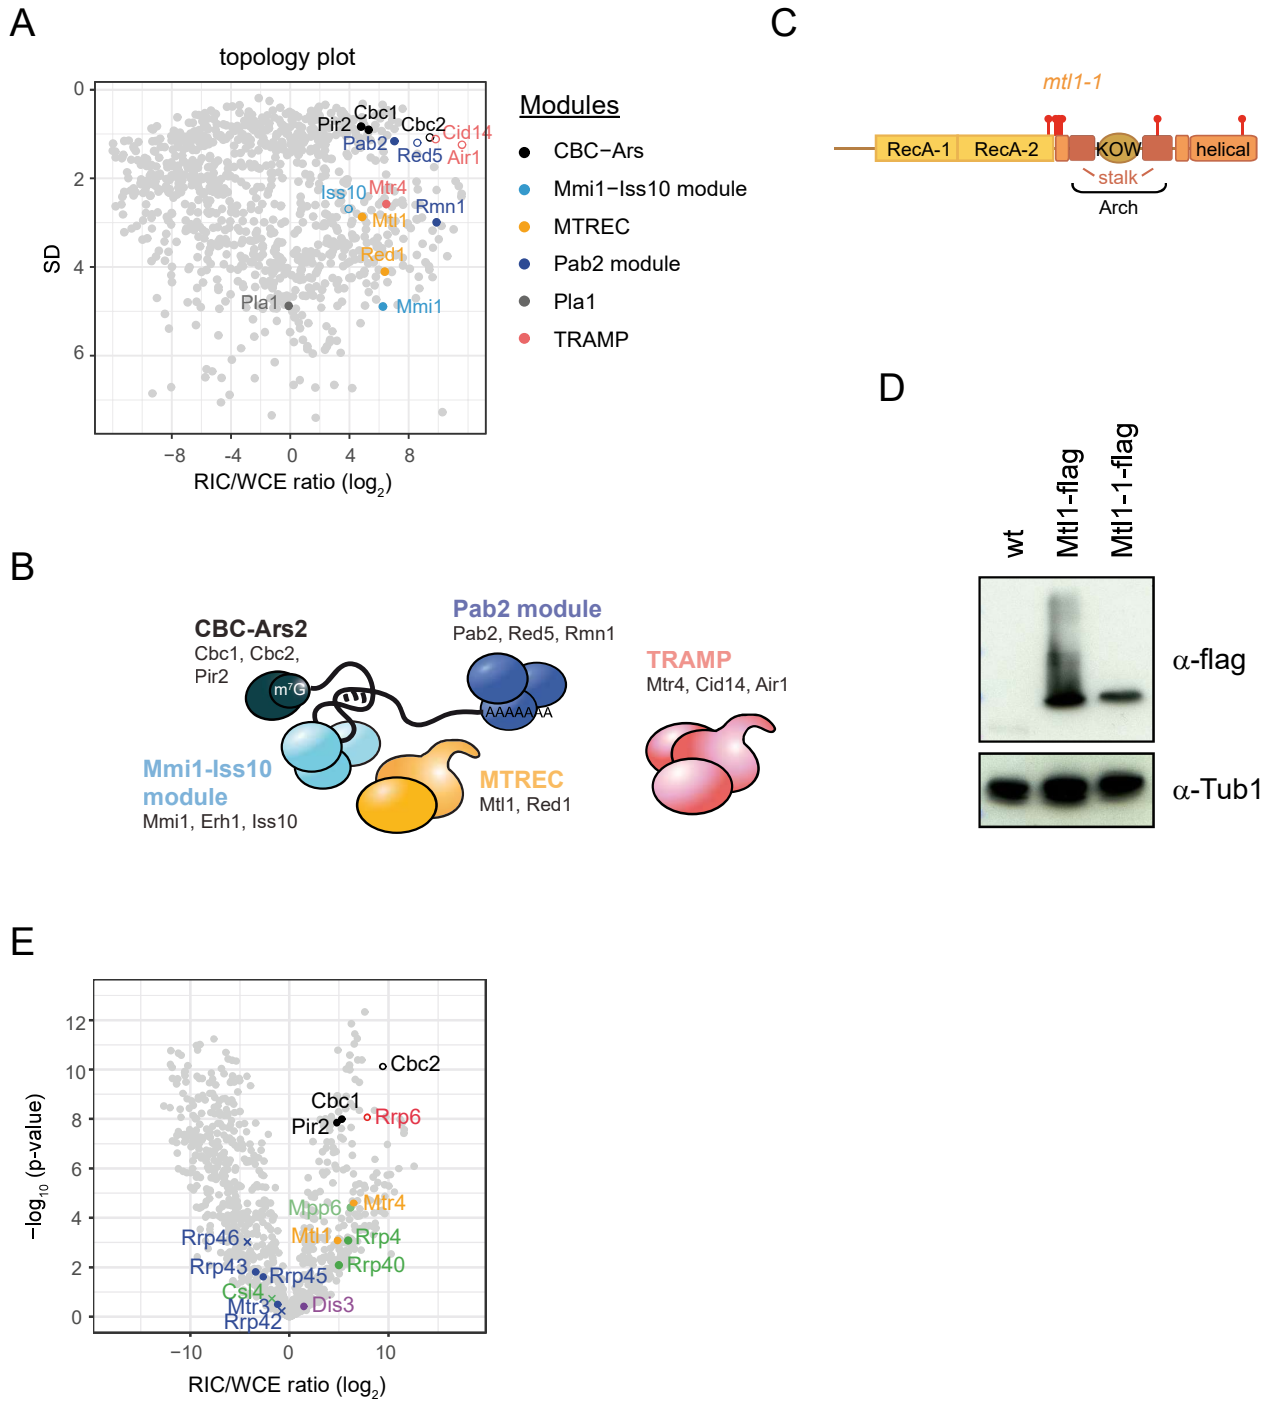 A
topology plot
0
2
4
6
SD
−8
-4
0
4
8
RIC/WCE ratio (log2)
Pir2
Cbc1
Cbc2
Cid14
Pab2
Red5
Air1
Iss10
Mtr4
Rmn1
Mtl1
Red1
Pla1
Mmi1
Modules
CBC−Ars
Mmi1−Iss10 module
MTREC
Pab2 module
Pla1
TRAMP
B
CBC-Ars2
Cbc1, Cbc2,
Pir2
m7G
Pab2 module
Pab2, Red5, Rmn1
AAAAAAA
TRAMP
Mtr4, Cid14, Air1
Mmi1-Iss10
module
Mmi1, Erh1, Iss10
MTREC
Mtl1, Red1
C
mtl1-1
RecA-1
RecA-2
KOW
helical
stalk
Arch
D
wt
Mtl1-flag
Mtl1-1-flag
α-flag
α-Tub1
E
12
10
8
6
4
2
0
−log10 (p-value)
−10
0
10
RIC/WCE ratio (log2)
Cbc2
Cbc1
Pir2
Rrp6
Mpp6
Mtr4
Mtl1
Rrp4
Rrp46
Rrp40
Rrp43
Rrp45
Csl4
Mtr3
Dis3
Rrp42